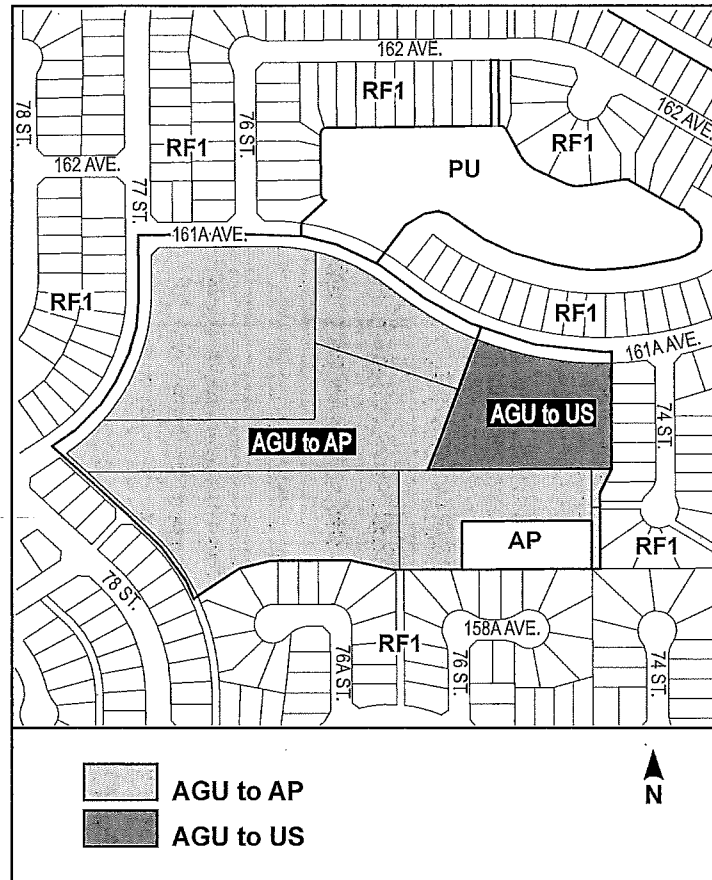 162 AVE.
78 ST.
RF1
76 ST.
162 AVE.
RF1
RF1
162 AVE.
77 ST.
PU
161A AVE.
RF1
RF1
161A AVE.
AGU to US
74 ST.
AGU to AP
AP
RF1
78 ST.
158A AVE.
RF1
76A ST.
76 ST.
74 ST.
AGU to AP
AGU to US
N